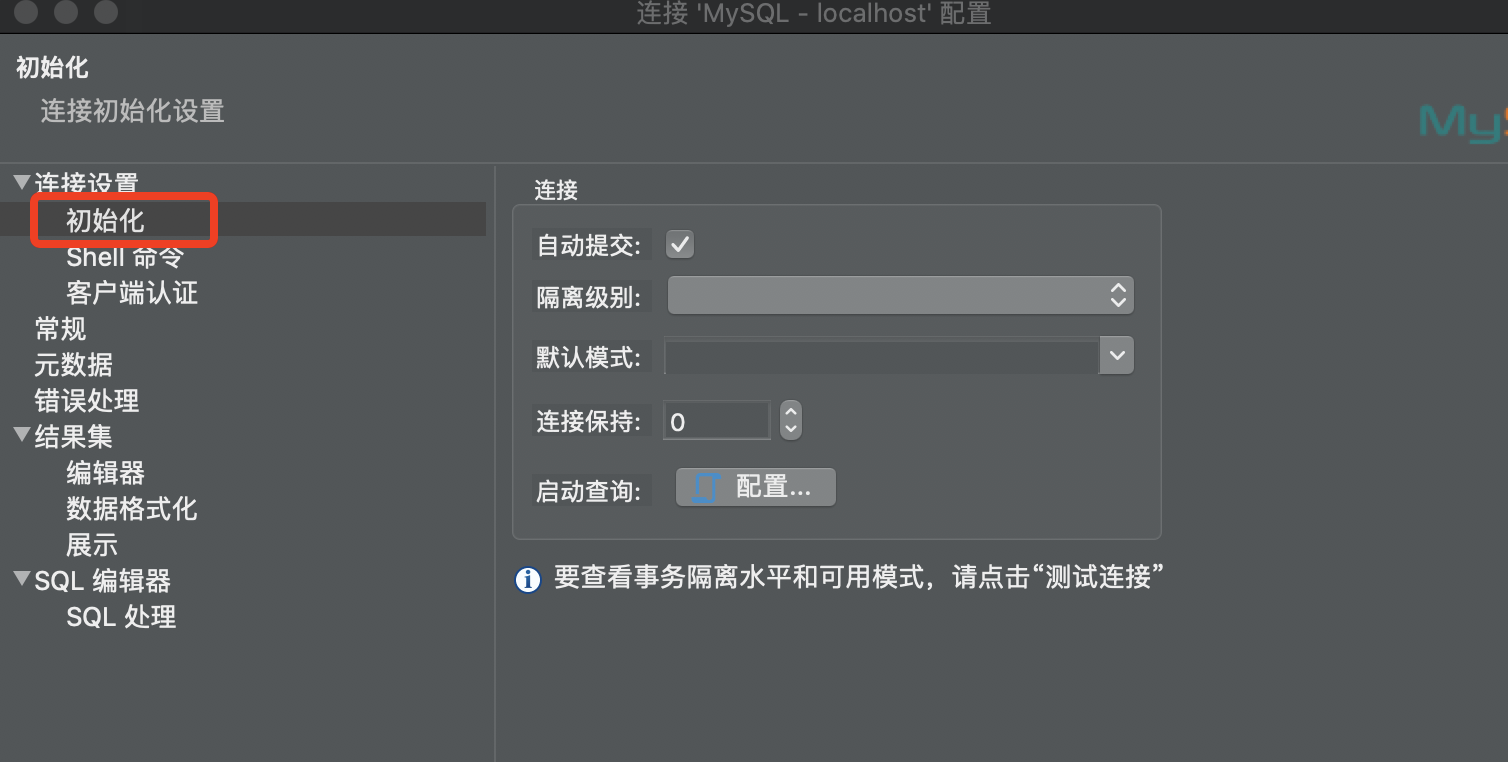 连接 'MySQL - localhost' 配置
初始化
连接初始化设置
My
连接设置
初始化
Shell 命令
客户端认证
常规
元数据
错误处理
结果集
编辑器
数据格式化
展示
SQL 编辑器
SQL 处理
连接
自动提交:
隔离级别:
默认模式:
连接保持: 0
启动查询: 配置...
要查看事务隔离水平和可用模式，请点击“测试连接”